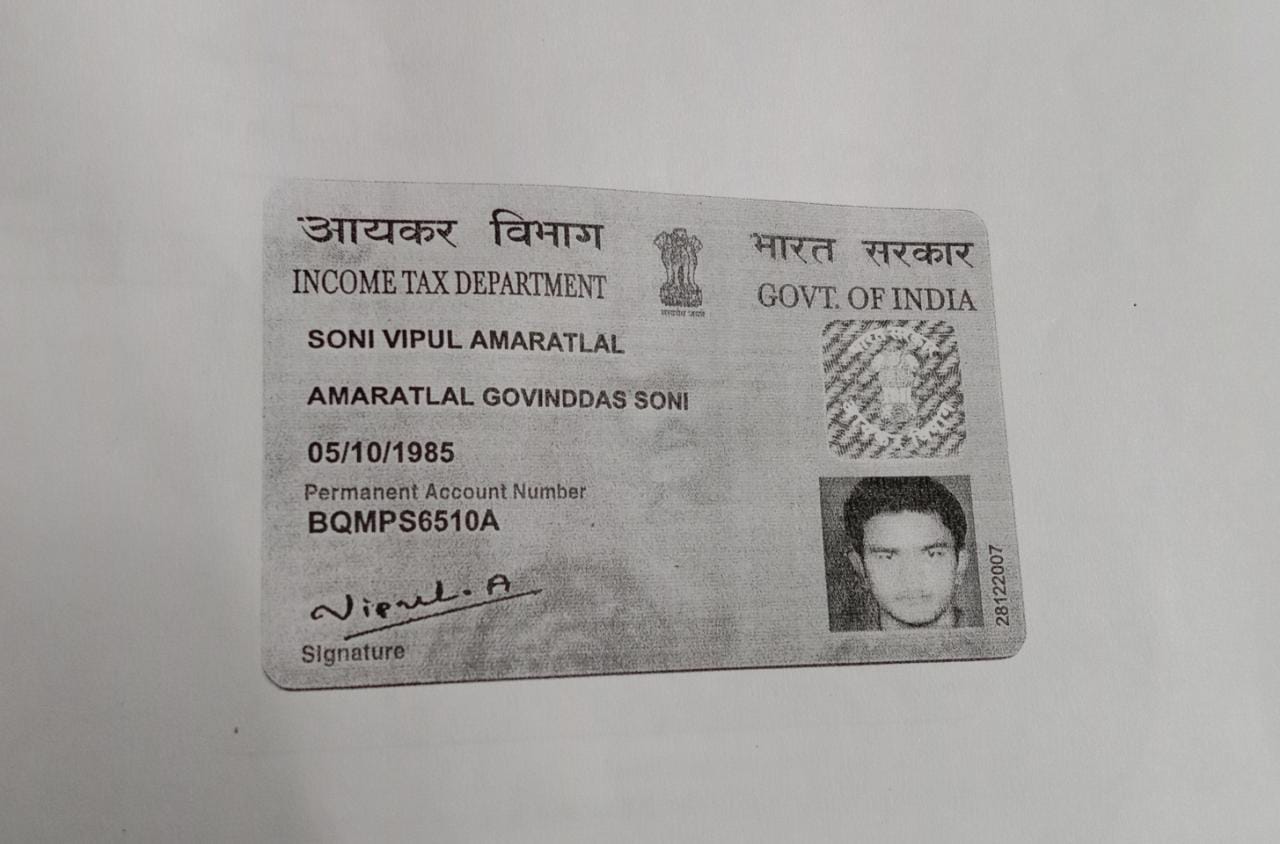 आयकर विभाग
भारत सरकार
INCOME TAX DEPARTMENT
GOVT. OF INDIA
सत्यमेव जयते
SONI VIPUL AMARATLAL
AMARATLAL GOVINDDAS SONI
05/10/1985
Permanent Account Number
BQMPS6510A
Vipul. A
Signature
28122007